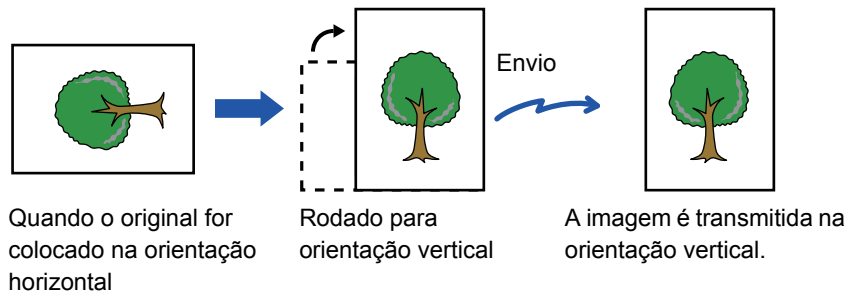 Envio
Quando o original for
colocado na orientação
horizontal
Rodado para
orientação vertical
A imagem é transmitida na
orientação vertical.